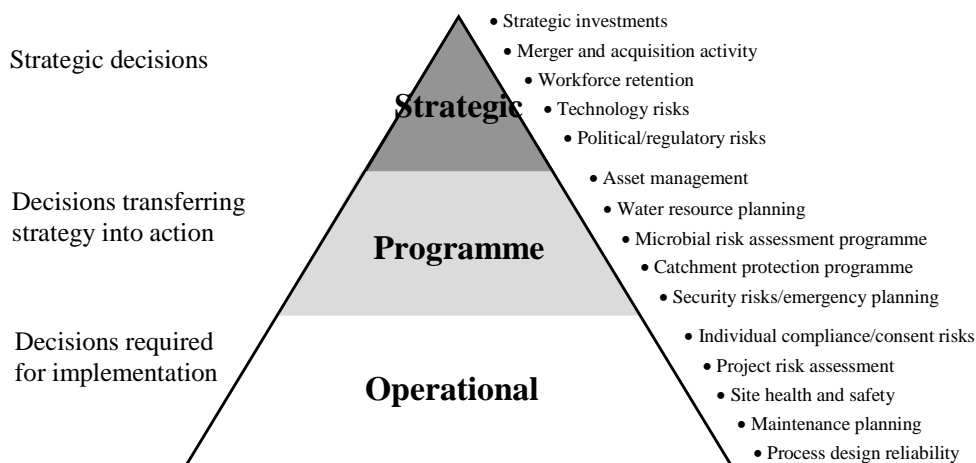 Strategic decisions
Decisions transferring
strategy into action
Decisions required
for implementation
Strategic
Programme
Operational
• Strategic investments
• Merger and acquisition activity
• Workforce retention
• Technology risks
• Political/regulatory risks
• Asset management
• Water resource planning
• Microbial risk assessment programme
• Catchment protection programme
• Security risks/emergency planning
• Individual compliance/consent risks
• Project risk assessment
• Site health and safety
• Maintenance planning
• Process design reliability